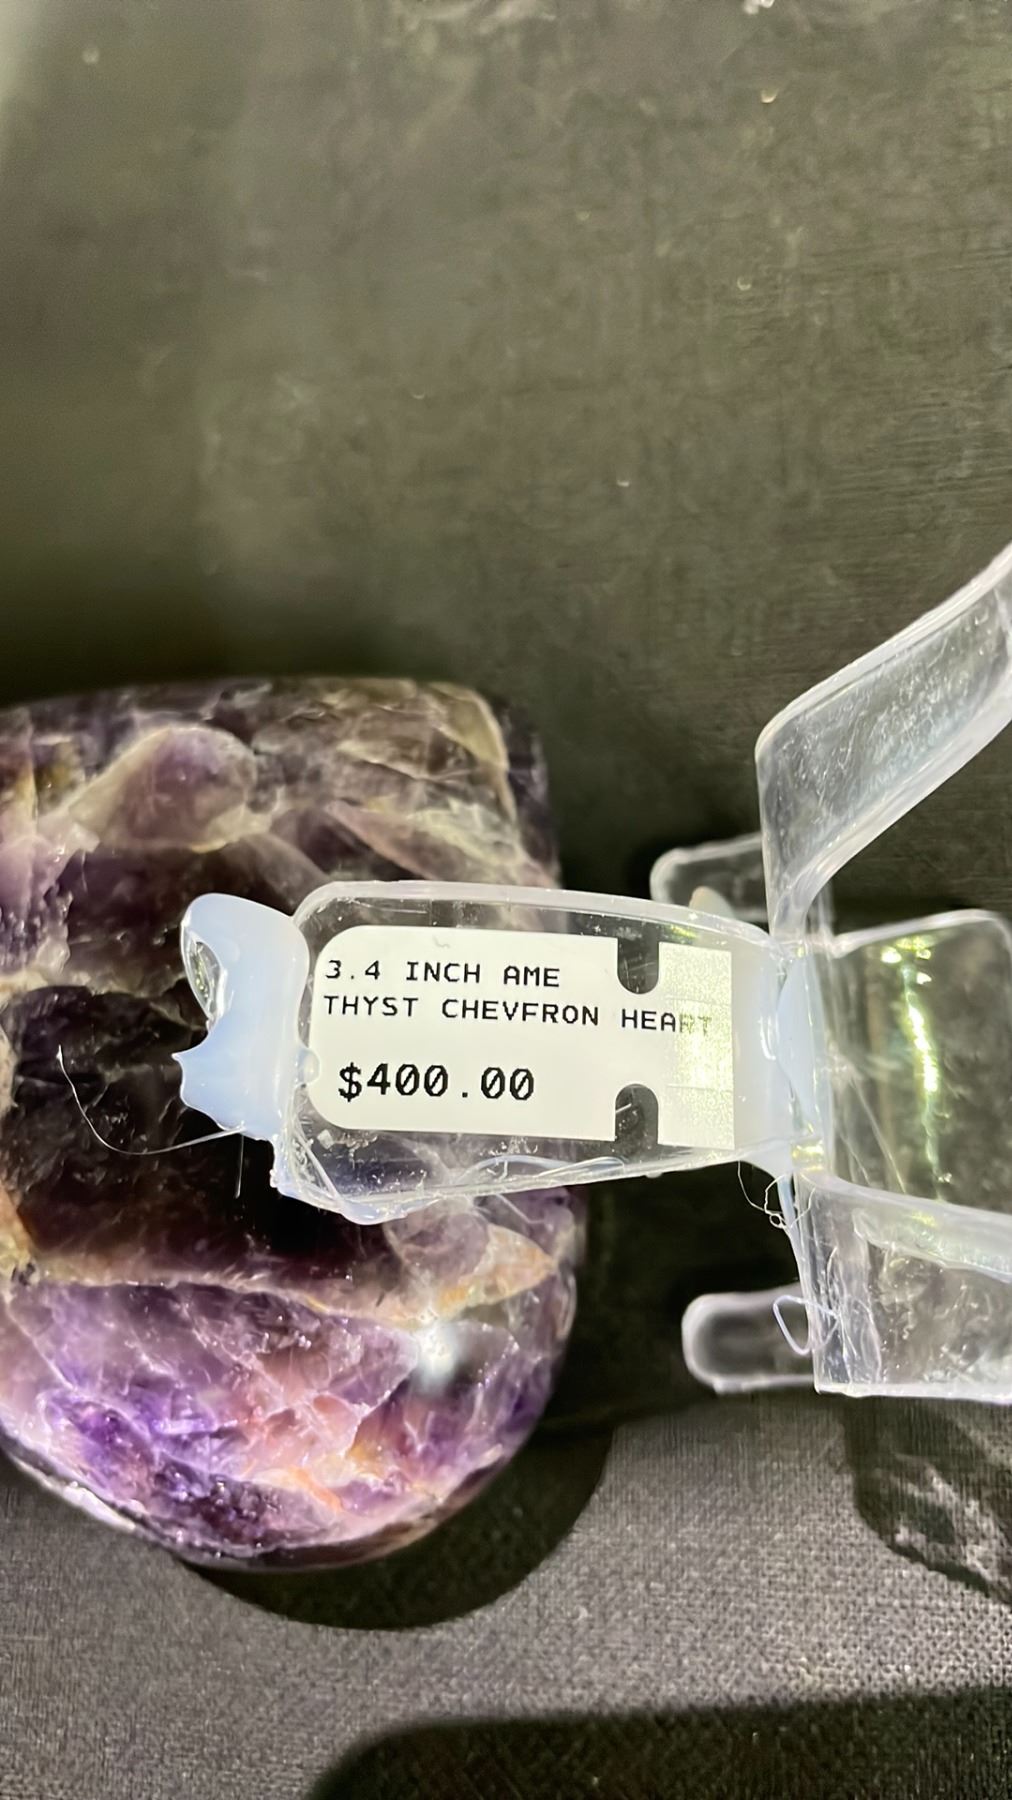 3.4 INCH AME
THYST CHEVFRON HEART
$400.00